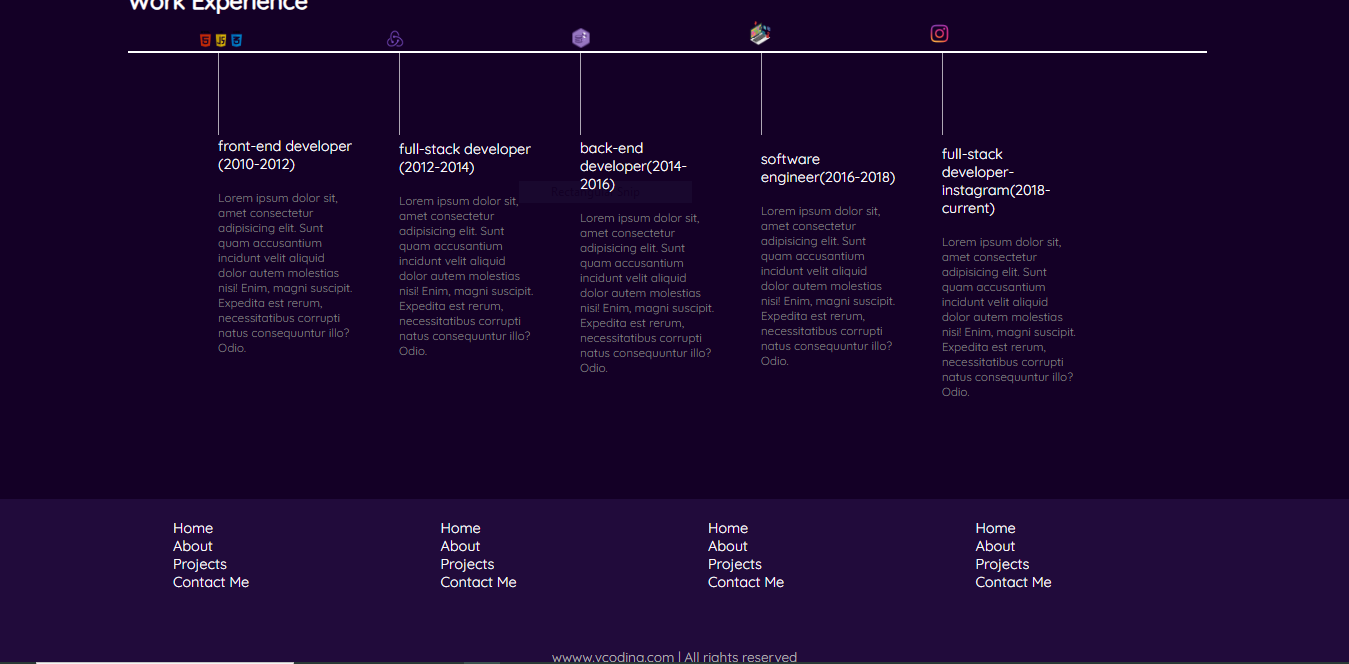 Work Experience
front-end developer
(2010-2012)
Lorem ipsum dolor sit,
amet consectetur
adipisicing elit. Sunt
quam accusantium
incidunt velit aliquid
dolor autem molestias
nisi! Enim, magni suscipit.
Expedita est rerum,
necessitatibus corrupti
natus consequuntur illo?
Odio.
full-stack developer
(2012-2014)
Lorem ipsum dolor sit,
amet consectetur
adipisicing elit. Sunt
quam accusantium
incidunt velit aliquid
dolor autem molestias
nisi! Enim, magni suscipit.
Expedita est rerum,
necessitatibus corrupti
natus consequuntur illo?
Odio.
back-end
developer(2014-
2016)
Lorem ipsum dolor sit,
amet consectetur
adipisicing elit. Sunt
quam accusantium
incidunt velit aliquid
dolor autem molestias
nisi! Enim, magni suscipit.
Expedita est rerum,
necessitatibus corrupti
natus consequuntur illo?
Odio.
software
engineer(2016-2018)
Lorem ipsum dolor sit,
amet consectetur
adipisicing elit. Sunt
quam accusantium
incidunt velit aliquid
dolor autem molestias
nisi! Enim, magni suscipit.
Expedita est rerum,
necessitatibus corrupti
natus consequuntur illo?
Odio.
full-stack
developer-
instagram(2018-
current)
Lorem ipsum dolor sit,
amet consectetur
adipisicing elit. Sunt
quam accusantium
incidunt velit aliquid
dolor autem molestias
nisi! Enim, magni suscipit.
Expedita est rerum,
necessitatibus corrupti
natus consequuntur illo?
Odio.
Home
About
Projects
Contact Me
Home
About
Projects
Contact Me
Home
About
Projects
Contact Me
Home
About
Projects
Contact Me
wwww.vcoding.com | All rights reserved